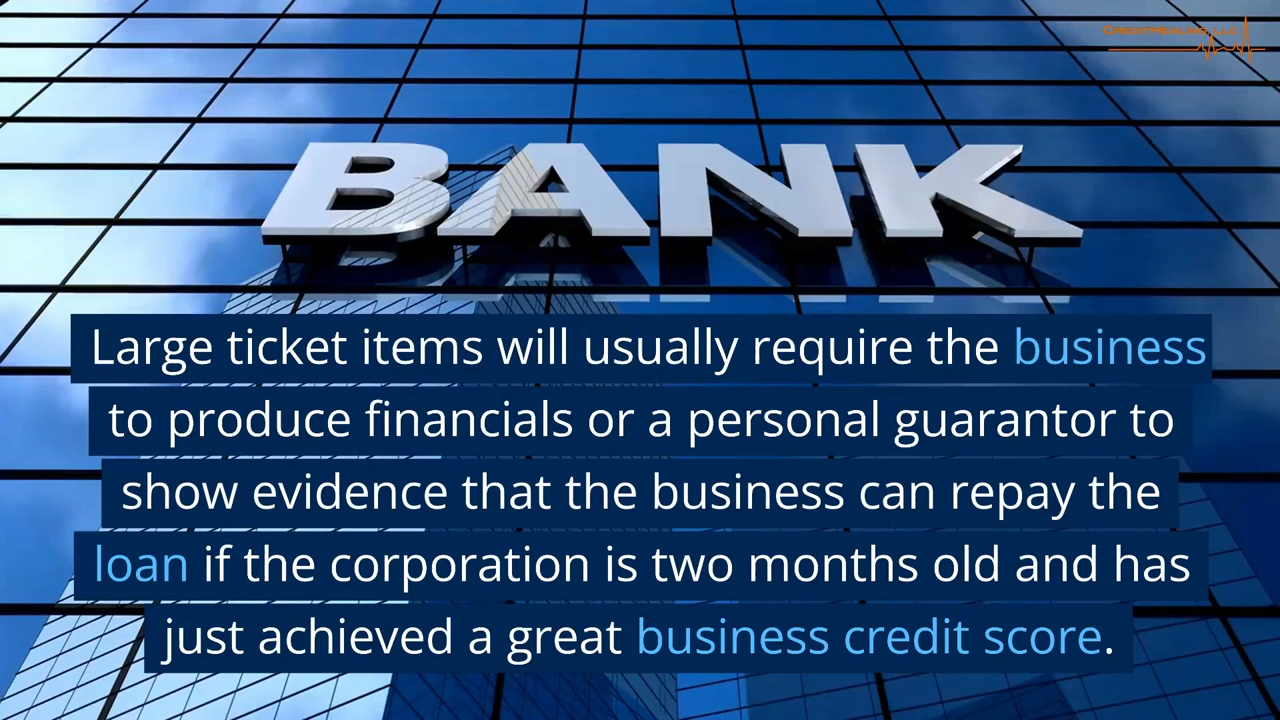 CREDITHEALING, LLC
BANK
Large ticket items will usually require the business
to produce financials or a personal guarantor to
show evidence that the business can repay the
loan if the corporation is two months old and has
just achieved a great business credit score.